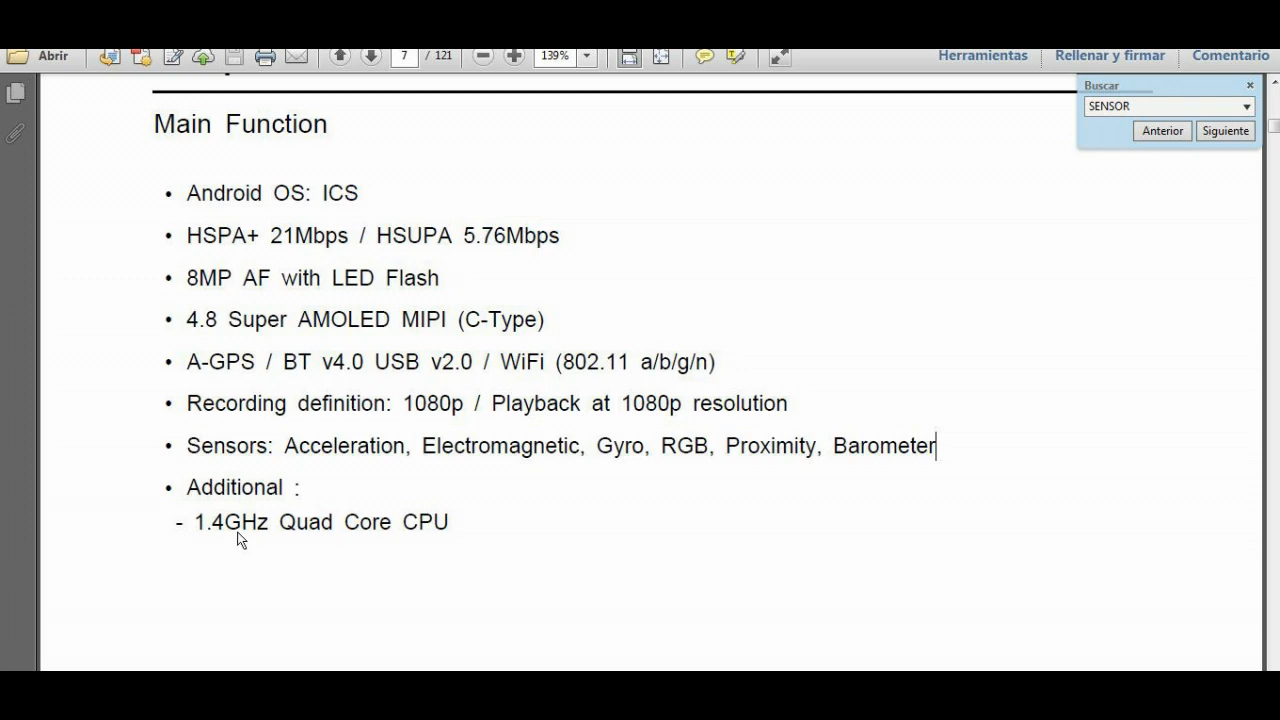 Abrir
7 / 121
139%
Herramientas
Rellenar y firmar
Comentario
Buscar
SENSOR
Anterior
Siguiente
Main Function
• Android OS: ICS
• HSPA+ 21Mbps / HSUPA 5.76Mbps
• 8MP AF with LED Flash
• 4.8 Super AMOLED MIPI (C-Type)
• A-GPS / BT v4.0 USB v2.0 / WiFi (802.11 a/b/g/n)
• Recording definition: 1080p / Playback at 1080p resolution
• Sensors: Acceleration, Electromagnetic, Gyro, RGB, Proximity, Barometer
• Additional :
- 1.4GHz Quad Core CPU